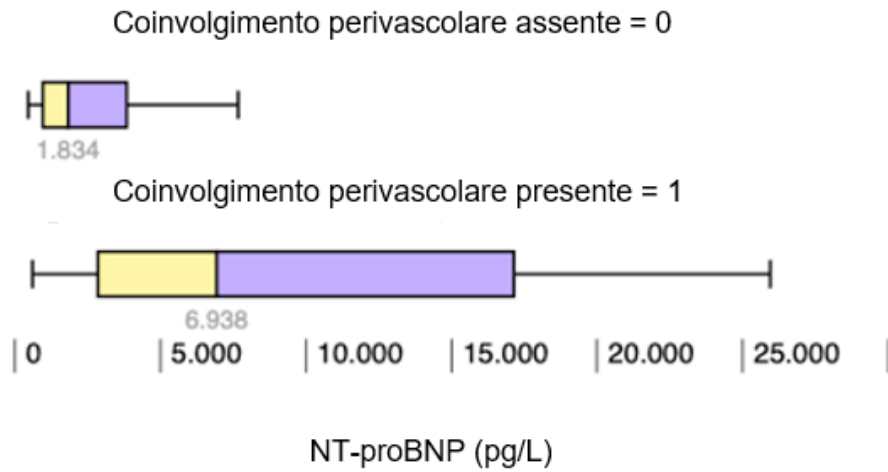 Coinvolgimento perivascolare assente = 0
1.834
Coinvolgimento perivascolare presente = 1
6.938
0 5.000 10.000 15.000 20.000 25.000
NT-proBNP (pg/L)